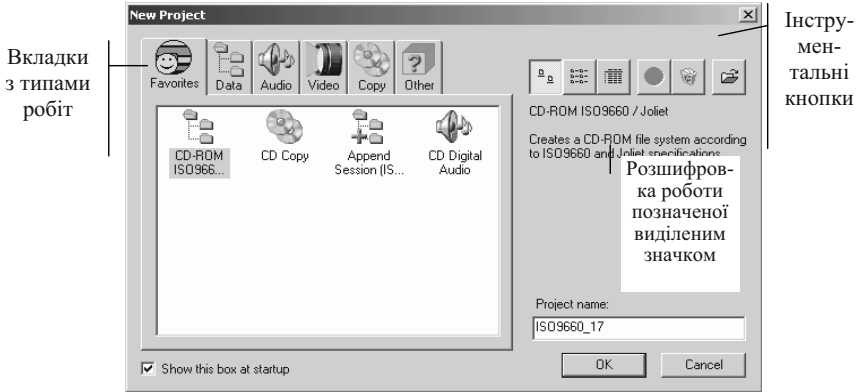 New Project
Вкладки
з типами
робіт
Favorites
Data
Audio
Video
Copy
Other
Інстру-
мен-
тальні
кнопки
CD-ROM
ISO966...
CD Copy
Append
Session (IS...
CD Digital
Audio
CD-ROM ISO9660 / Joliet
Creates a CD-ROM file system according
to ISO9660 and Joliet specifications
Розшифров-
ка роботи
позначеної
виділеним
значком
Project name:
ISO9660_17
Show this box at startup
OK
Cancel